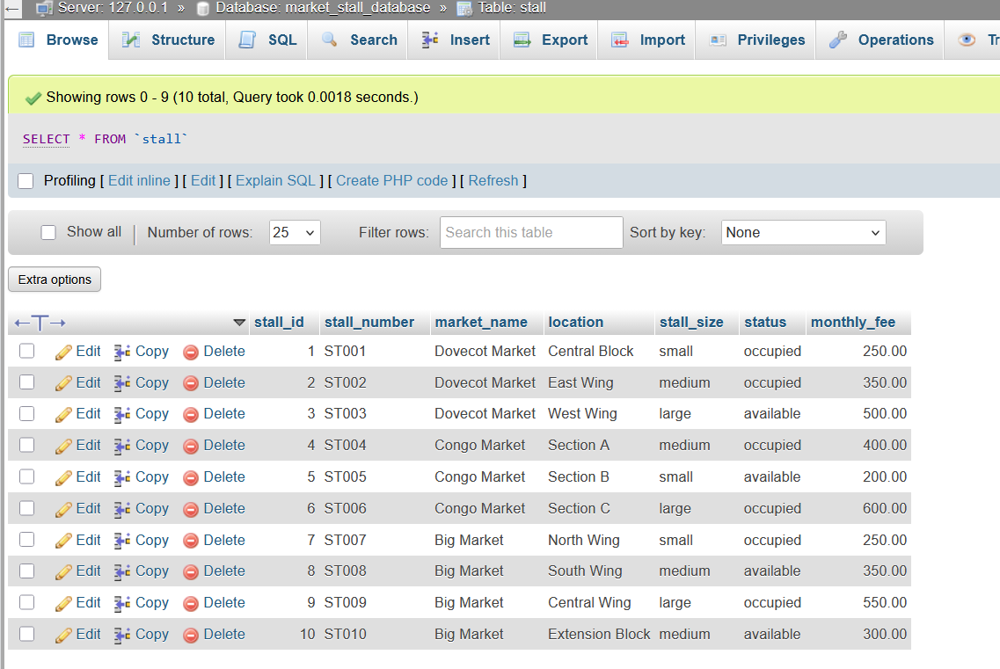 Server: 127.0.0.1 » Database: market_stall_database » Table: stall
Browse Structure SQL Search Insert Export Import Privileges Operations Tr
Showing rows 0 - 9 (10 total, Query took 0.0018 seconds.)
SELECT * FROM `stall`
Profiling [ Edit inline ] [ Edit ] [ Explain SQL ] [ Create PHP code ] [ Refresh ]
Show all | Number of rows: 25 Filter rows: Search this table Sort by key: None
Extra options
stall_id stall_number market_name location stall_size status monthly_fee
Edit Copy Delete 1 ST001 Dovecot Market Central Block small occupied 250.00
Edit Copy Delete 2 ST002 Dovecot Market East Wing medium occupied 350.00
Edit Copy Delete 3 ST003 Dovecot Market West Wing large available 500.00
Edit Copy Delete 4 ST004 Congo Market Section A medium occupied 400.00
Edit Copy Delete 5 ST005 Congo Market Section B small available 200.00
Edit Copy Delete 6 ST006 Congo Market Section C large occupied 600.00
Edit Copy Delete 7 ST007 Big Market North Wing small occupied 250.00
Edit Copy Delete 8 ST008 Big Market South Wing medium available 350.00
Edit Copy Delete 9 ST009 Big Market Central Wing large occupied 550.00
Edit Copy Delete 10 ST010 Big Market Extension Block medium available 300.00